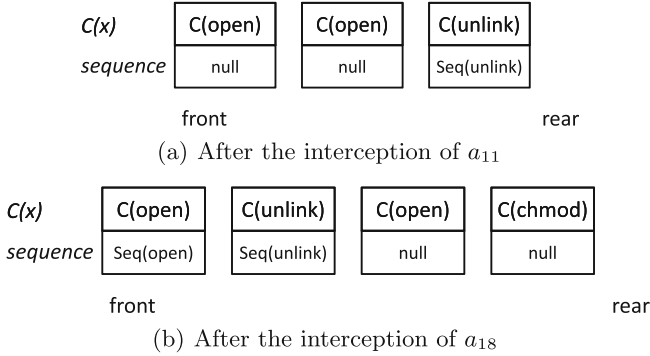 C(x) C(open) C(open) C(unlink)
sequence null null Seq(unlink)
front rear
(a) After the interception of a11
C(x) C(open) C(unlink) C(open) C(chmod)
sequence Seq(open) Seq(unlink) null null
front rear
(b) After the interception of a18